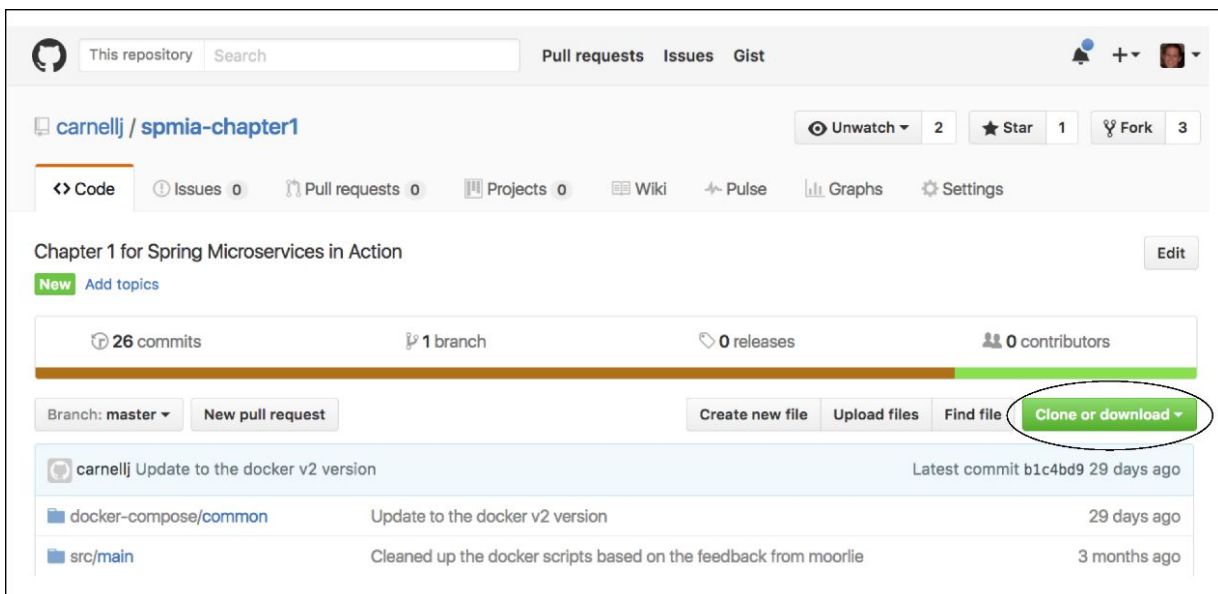 This repository Search Pull requests Issues Gist
carnellj / spmia-chapter1 Unwatch 2 Star 1 Fork 3
Code Issues 0 Pull requests 0 Projects 0 Wiki Pulse Graphs Settings
Chapter 1 for Spring Microservices in Action Edit
New Add topics
26 commits 1 branch 0 releases 0 contributors
Branch: master New pull request Create new file Upload files Find file Clone or download
carnellj Update to the docker v2 version Latest commit b1c4bd9 29 days ago
docker-compose/common Update to the docker v2 version 29 days ago
src/main Cleaned up the docker scripts based on the feedback from moorlie 3 months ago